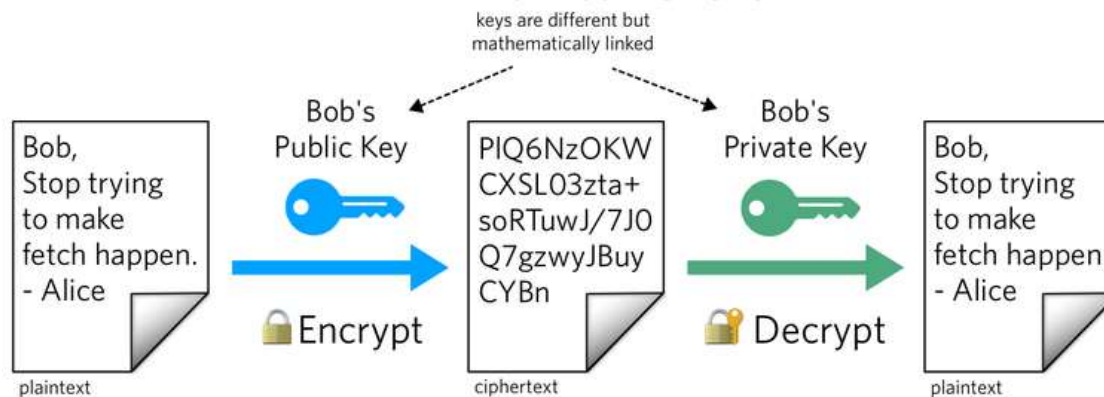 keys are different but
mathematically linked
Bob,
Stop trying
to make
fetch happen.
- Alice
plaintext
Bob's
Public Key
Encrypt
PlQ6NzOKW
CXSL03zta+
soRTuwJ/7J0
Q7gzwyJBuy
CYBn
ciphertext
Bob's
Private Key
Decrypt
Bob,
Stop trying
to make
fetch happen
- Alice
plaintext